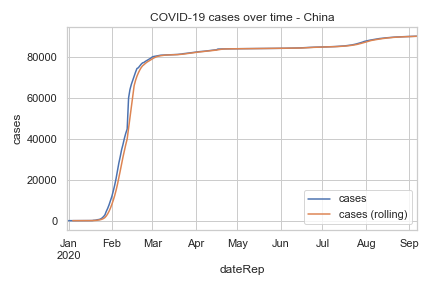 COVID-19 cases over time - China
80000
60000
40000
20000
0
cases
Jan Feb Mar Apr May Jun Jul Aug Sep
2020
dateRep
cases
cases (rolling)